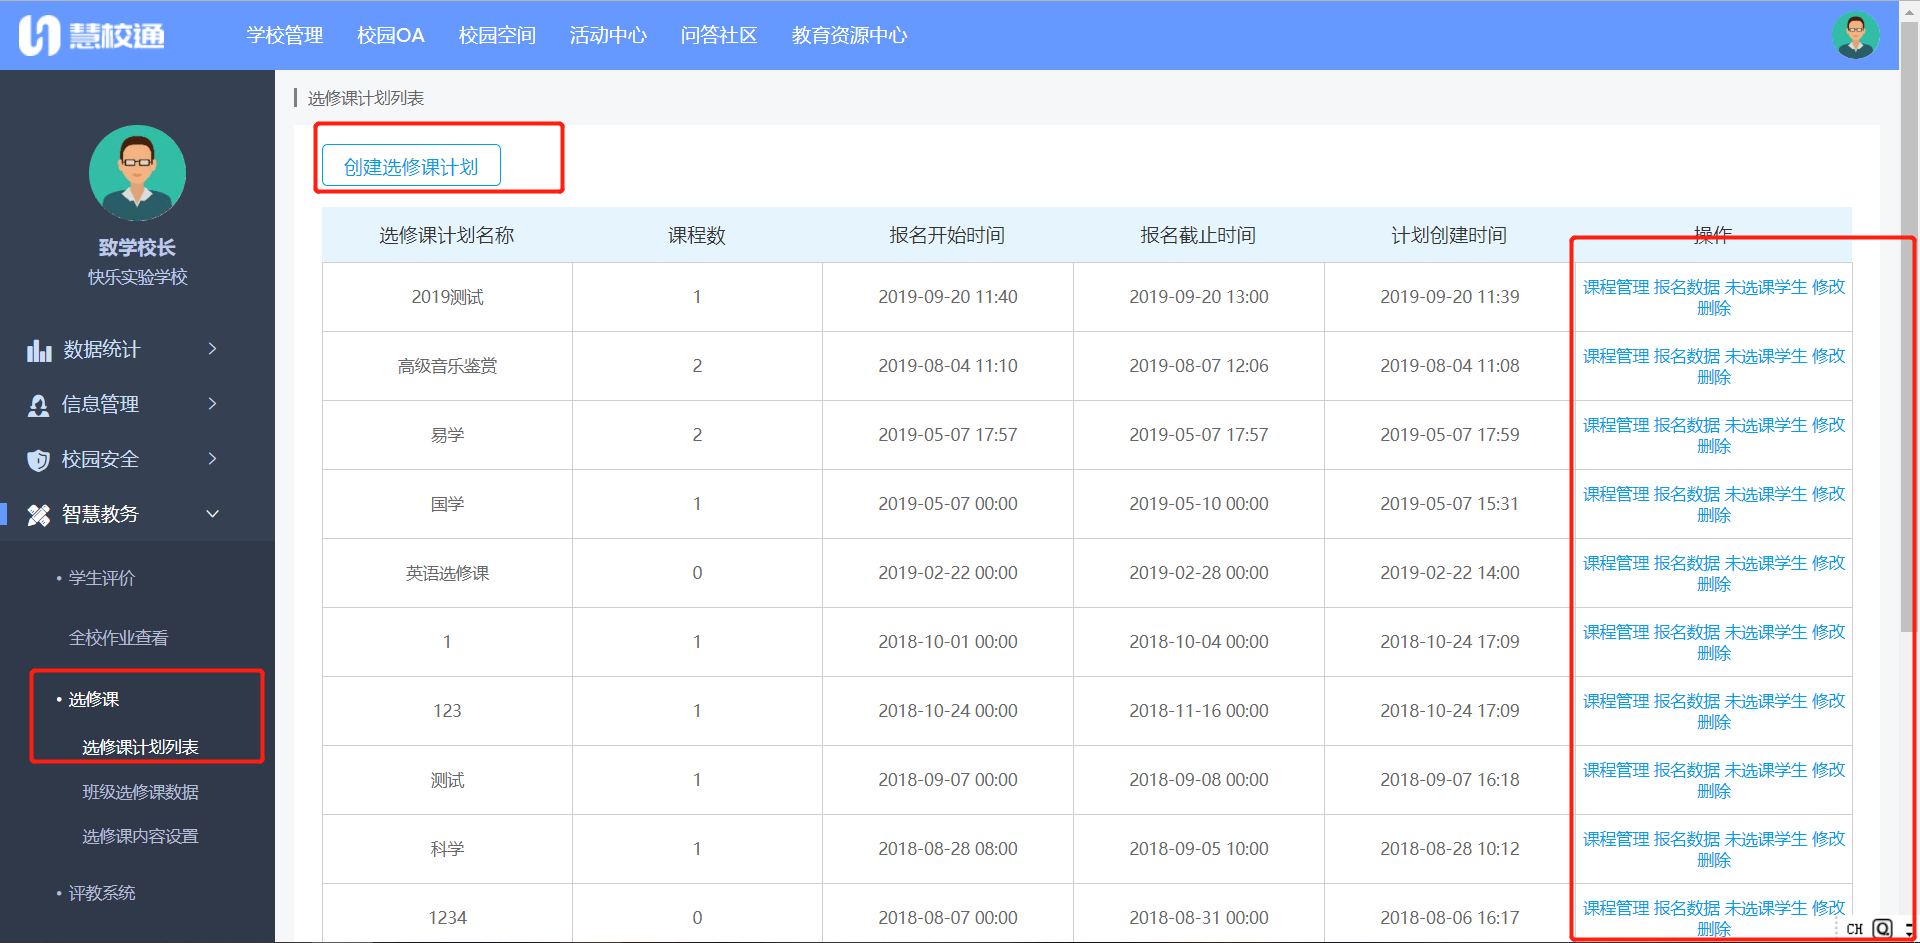 慧校通
学校管理 校园OA 校园空间 活动中心 问答社区 教育资源中心
致学校长
快乐实验学校
数据统计
信息管理
校园安全
智慧教务
• 学生评价
全校作业查看
• 选修课
选修课计划列表
班级选修课数据
选修课内容设置
• 评教系统
选修课计划列表
创建选修课计划
选修课计划名称 课程数 报名开始时间 报名截止时间 计划创建时间 操作
2019测试 1 2019-09-20 11:40 2019-09-20 13:00 2019-09-20 11:39 课程管理 报名数据 未选课学生 修改
删除
高级音乐鉴赏 2 2019-08-04 11:10 2019-08-07 12:06 2019-08-04 11:08 课程管理 报名数据 未选课学生 修改
删除
易学 2 2019-05-07 17:57 2019-05-07 17:57 2019-05-07 17:59 课程管理 报名数据 未选课学生 修改
删除
国学 1 2019-05-07 00:00 2019-05-10 00:00 2019-05-07 15:31 课程管理 报名数据 未选课学生 修改
删除
英语选修课 0 2019-02-22 00:00 2019-02-28 00:00 2019-02-22 14:00 课程管理 报名数据 未选课学生 修改
删除
1 1 2018-10-01 00:00 2018-10-04 00:00 2018-10-24 17:09 课程管理 报名数据 未选课学生 修改
删除
123 1 2018-10-24 00:00 2018-11-16 00:00 2018-10-24 17:09 课程管理 报名数据 未选课学生 修改
删除
测试 1 2018-09-07 00:00 2018-09-08 00:00 2018-09-07 16:18 课程管理 报名数据 未选课学生 修改
删除
科学 1 2018-08-28 08:00 2018-09-05 10:00 2018-08-28 10:12 课程管理 报名数据 未选课学生 修改
删除
1234 0 2018-08-07 00:00 2018-08-31 00:00 2018-08-06 16:17 课程管理 报名数据 未选课学生 修改
删除
CH